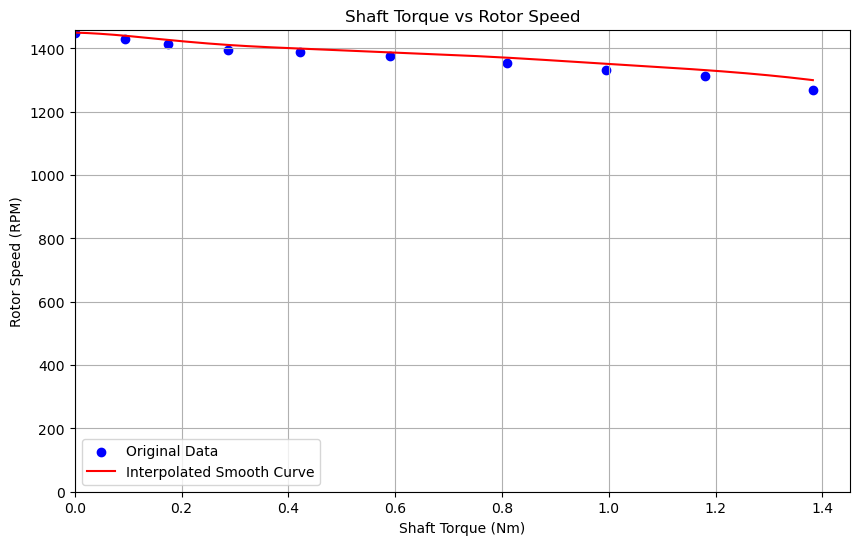 Shaft Torque vs Rotor Speed
1400
1200
1000
800
600
400
200
0
Rotor Speed (RPM)
Original Data
Interpolated Smooth Curve
0.0 0.2 0.4 0.6 0.8 1.0 1.2 1.4
Shaft Torque (Nm)